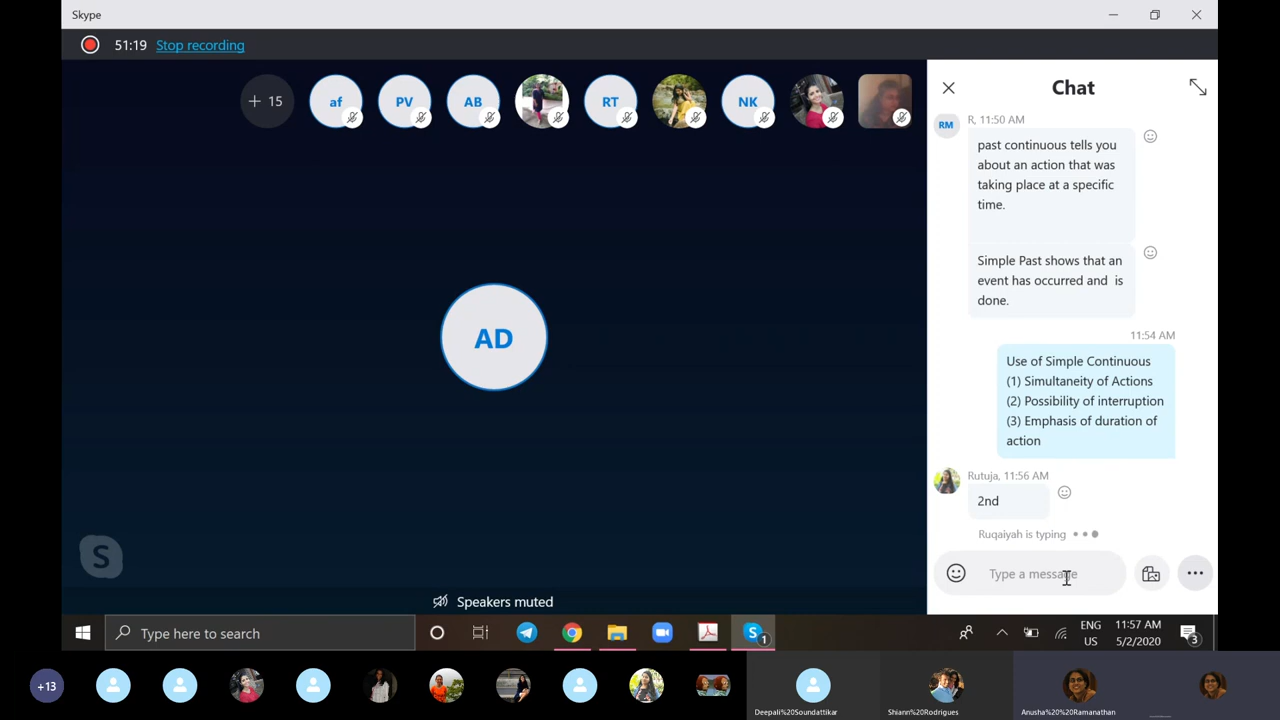 Skype
51:19 Stop recording
+ 15
af
PV
AB
RT
NK
AD
S
Speakers muted
Chat
RM
R, 11:50 AM
past continuous tells you
about an action that was
taking place at a specific
time.
Simple Past shows that an
event has occurred and is
done.
11:54 AM
Use of Simple Continuous
(1) Simultaneity of Actions
(2) Possibility of interruption
(3) Emphasis of duration of
action
Rutuja, 11:56 AM
2nd
Ruqaiyah is typing
Type a message
Type here to search
S 1
ENG
US
11:57 AM
5/2/2020
3
+13
Deepali%20Soundattikar
Shiann%20Rodrigues
Anusha%20%20Ramanathan